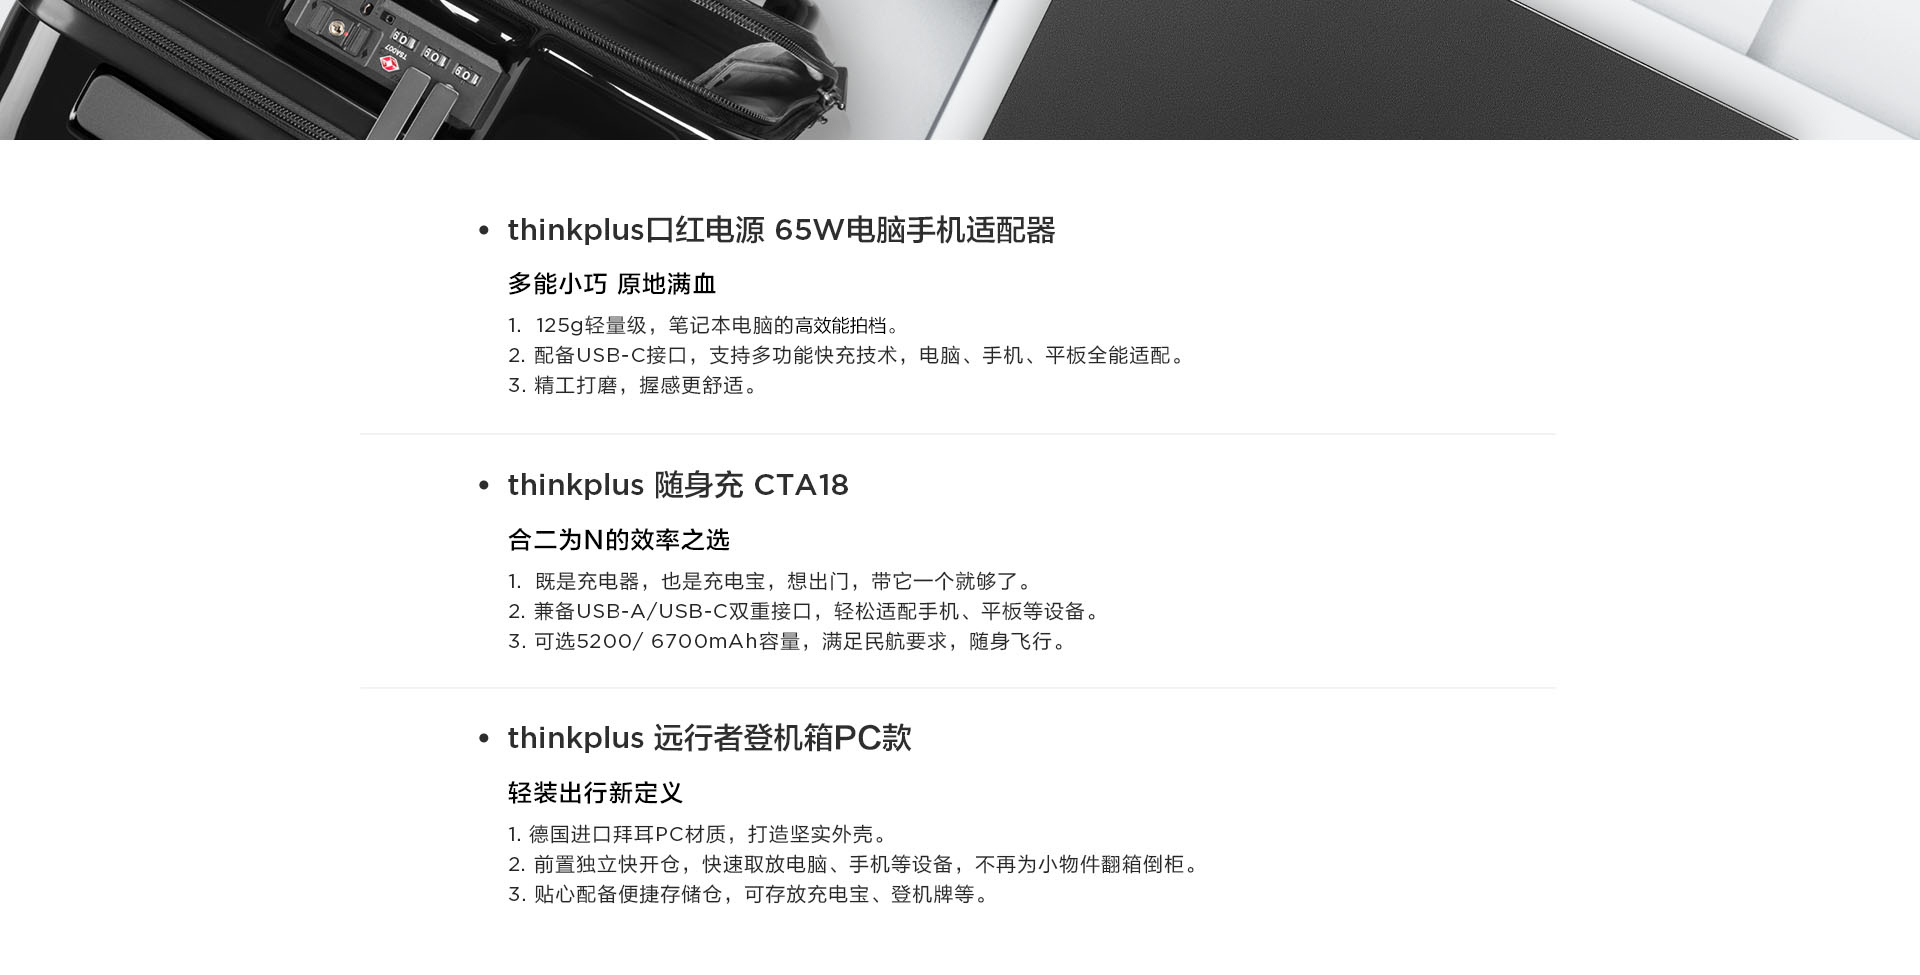 TSA007
• thinkplus口红电源 65W电脑手机适配器
多能小巧 原地满血
1. 125g轻量级，笔记本电脑的高效能拍档。
2. 配备USB-C接口，支持多功能快充技术，电脑、手机、平板全能适配。
3. 精工打磨，握感更舒适。
• thinkplus 随身充 CTA18
合二为N的效率之选
1. 既是充电器，也是充电宝，想出门，带它一个就够了。
2. 兼备USB-A/USB-C双重接口，轻松适配手机、平板等设备。
3. 可选5200/ 6700mAh容量，满足民航要求，随身飞行。
• thinkplus 远行者登机箱PC款
轻装出行新定义
1. 德国进口拜耳PC材质，打造坚实外壳。
2. 前置独立快开仓，快速取放电脑、手机等设备，不再为小物件翻箱倒柜。
3. 贴心配备便捷存储仓，可存放充电宝、登机牌等。